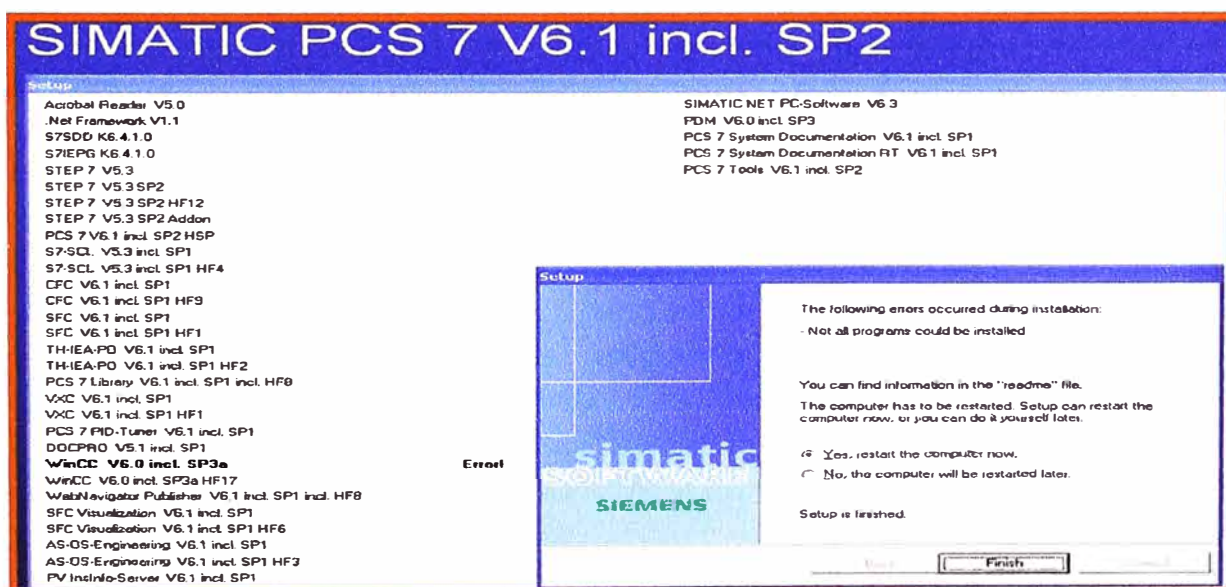 SIMATIC PCS 7 V6.1 incl. SP2
Setup
Acrobat Reader V5.0
.Net Framework V1.1
S7SDD K6.4.1.0
S7IEPG K6.4.1.0
STEP 7 V5.3
STEP 7 V5.3 SP2
STEP 7 V5.3 SP2 HF12
STEP 7 V5.3 SP2 Addon
PCS 7 V6.1 incl. SP2 HSP
S7-SCL V5.3 incl. SP1
S7-SCL V5.3 incl. SP1 HF4
CFC V6.1 incl. SP1
CFC V6.1 incl. SP1 HF9
SFC V6.1 incl. SP1
SFC V6.1 incl. SP1 HF1
TH-IEA-PO V6.1 incl. SP1
TH-IEA-PO V6.1 incl. SP1 HF2
PCS 7 Library V6.1 incl. SP1 incl. HF8
VXC V6.1 incl. SP1
VXC V6.1 incl. SP1 HF1
PCS 7 PID-Tuner V6.1 incl. SP1
DOCPRO V5.1 incl. SP1
WinCC V6.0 incl. SP3a Error!
WinCC V6.0 incl. SP3a HF17
WebNavigator Publisher V6.1 incl. SP1 incl. HF8
SFC Visualization V6.1 incl. SP1
SFC Visualization V6.1 incl. SP1 HF6
AS-OS-Engineering V6.1 incl. SP1
AS-OS-Engineering V6.1 incl. SP1 HF3
PV InsInfo-Server V6.1 incl. SP1
SIMATIC NET PC-Software V6.3
PDM V6.0 incl. SP3
PCS 7 System Documentation V6.1 incl. SP1
PCS 7 System Documentation RT V6.1 incl. SP1
PCS 7 Tools V6.1 incl. SP2
Setup
simatic
SOFTWARE
SIEMENS
The following errors occurred during installation:
- Not all programs could be installed
You can find information in the "readme" file.
The computer has to be restarted. Setup can restart the
computer now, or you can do it yourself later.
Yes, restart the computer now.
No, the computer will be restarted later.
Setup is finished.
Finish